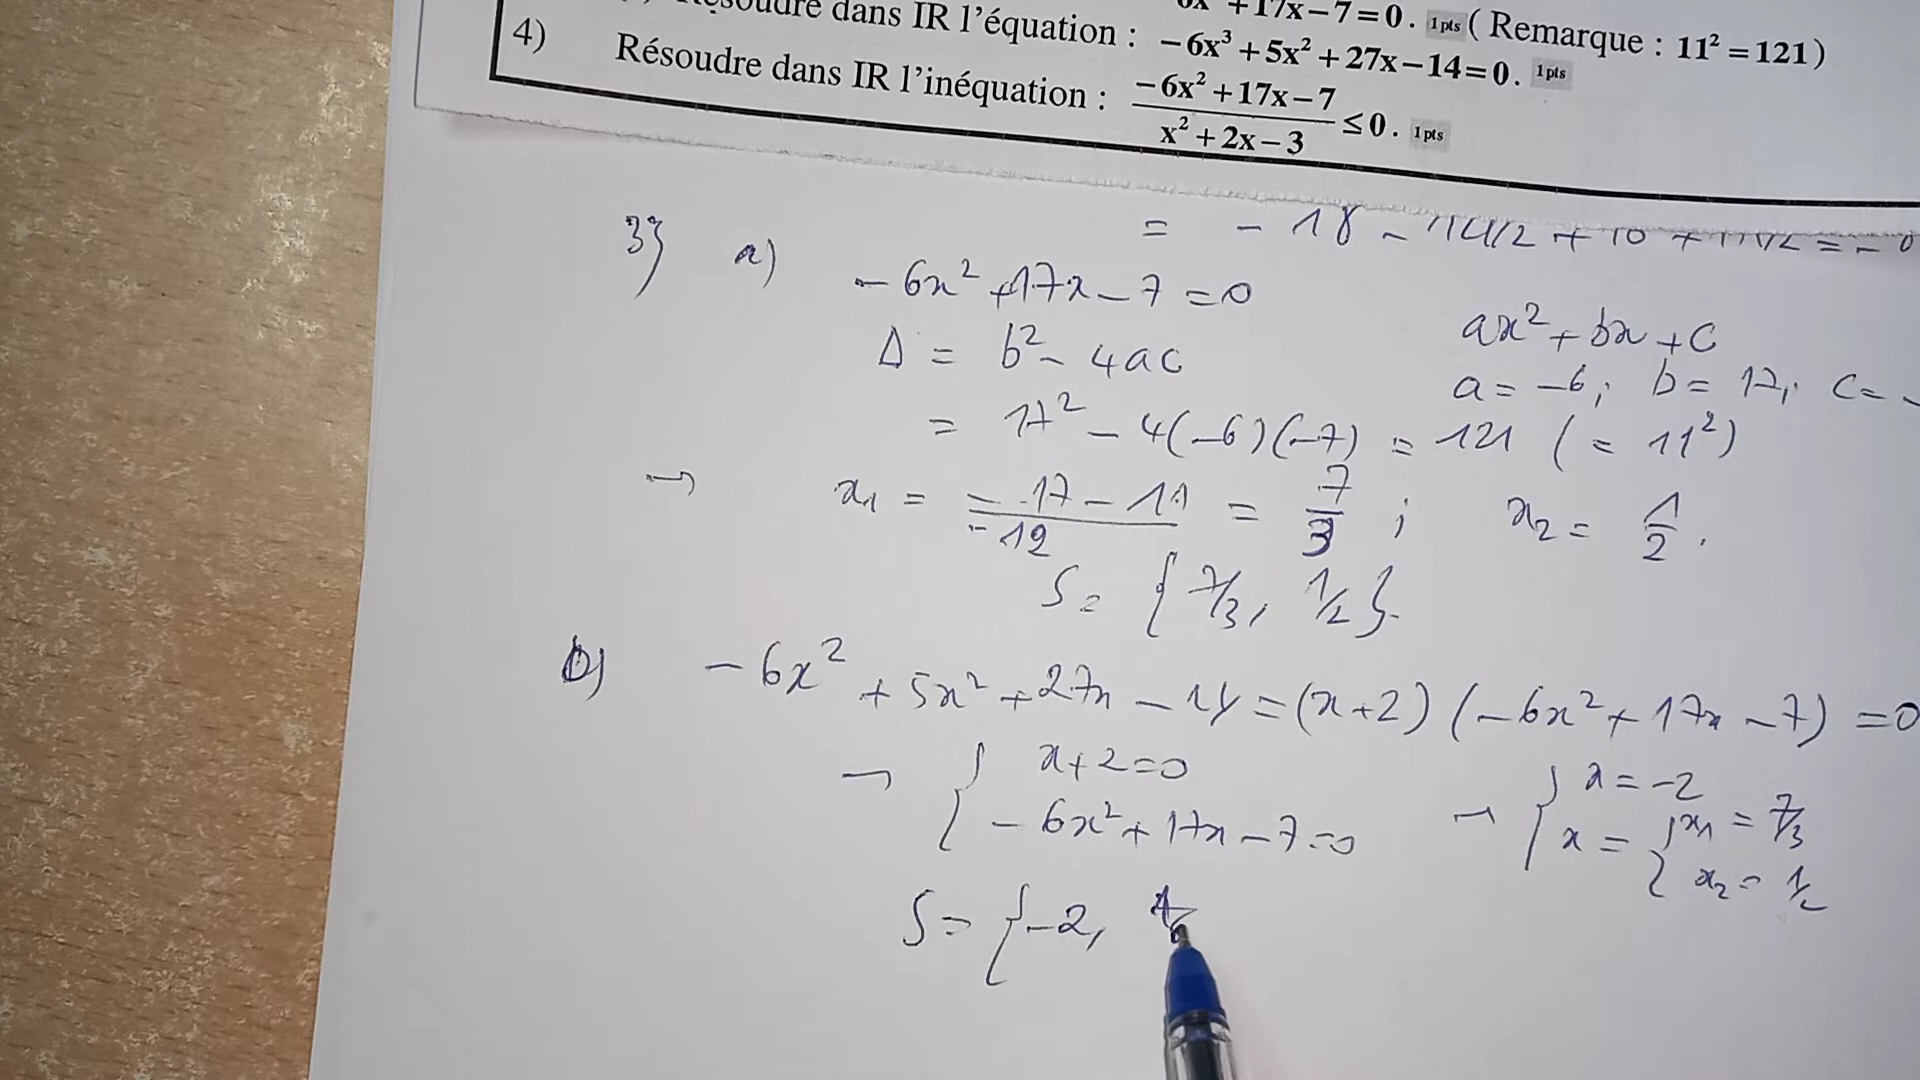 +17x−7=0. 1pts ( Remarque : 11² = 121 )
Résoudre dans IR l'équation : −6x³+5x²+27x−14=0. 1pts
4) Résoudre dans IR l'inéquation : (−6x²+17x−7)/(x²+2x−3) ≤ 0. 1pts
3} a) −6x²+17x−7=0
Δ = b²− 4ac
ax²+bx+c
= 17² − 4(−6)(−7) = 121 (= 11²)
a = −6; b = 17, c=
→ x₁ = (−17−11)/(−12) = 7/3 ; x₂ = 1/2 .
S = { 7/3, 1/2 }.
b) −6x² + 5x² + 27x − 14 = (x+2) (−6x²+17x−7) =0
→ { x+2=0
−6x²+17x−7=0
→ { x=−2
x = { x₁ = 7/3
x₂ = 1/2
S = {−2,